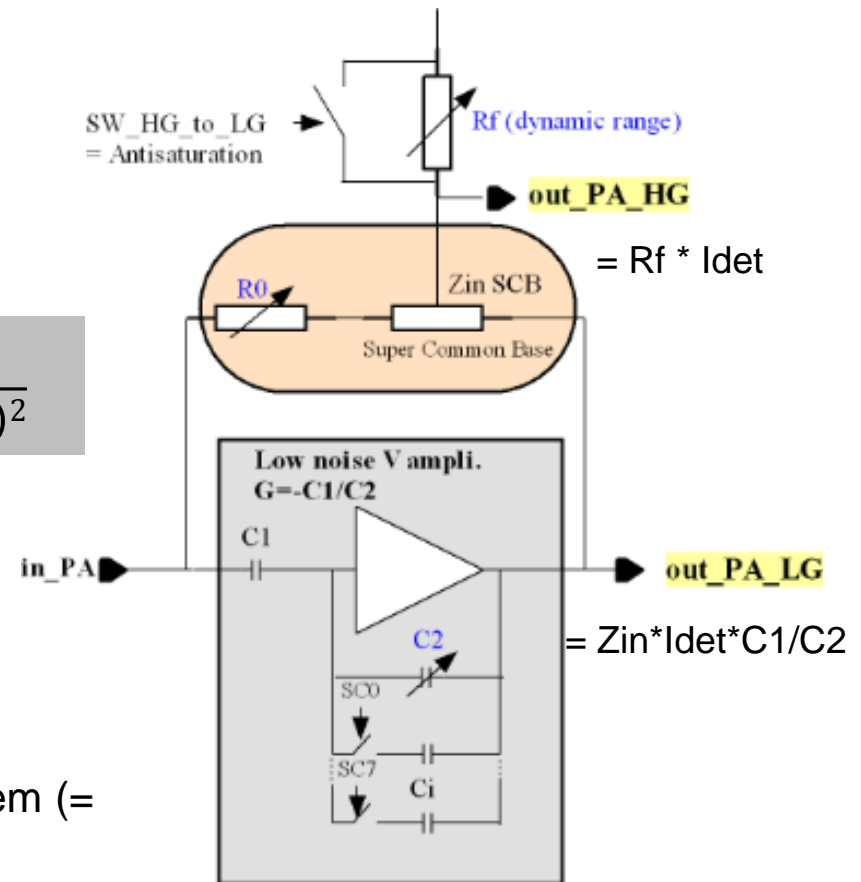 SW_HG_to_LG
= Antisaturation
Rf (dynamic range)
out_PA_HG
= Rf * Idet
R0
Zin SCB
Super Common Base
)²
Low noise V ampli.
G=-C1/C2
C1
in_PA
out_PA_LG
C2
= Zin*Idet*C1/C2
SC0
SC7
Ci
em (=